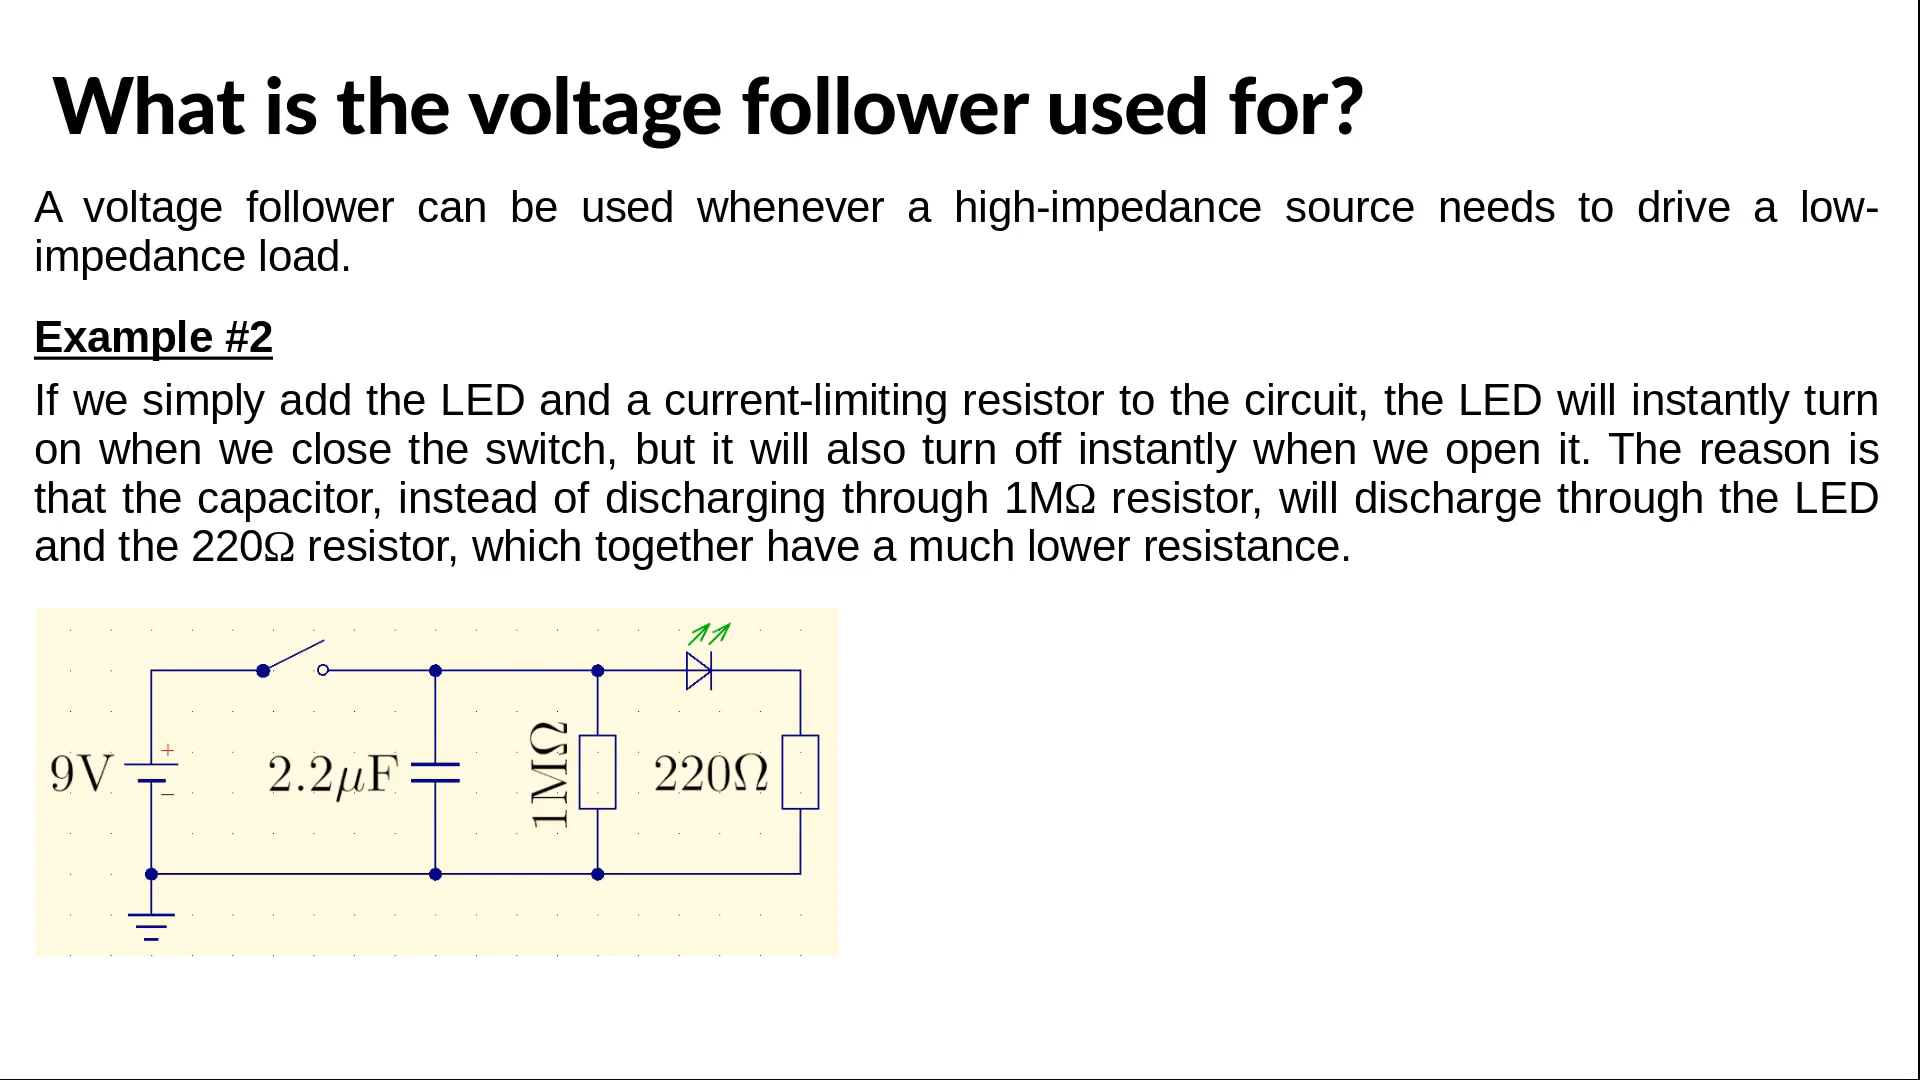 What is the voltage follower used for?
A voltage follower can be used whenever a high-impedance source needs to drive a low-
impedance load.
Example #2
If we simply add the LED and a current-limiting resistor to the circuit, the LED will instantly turn
on when we close the switch, but it will also turn off instantly when we open it. The reason is
that the capacitor, instead of discharging through 1MΩ resistor, will discharge through the LED
and the 220Ω resistor, which together have a much lower resistance.
9V
+
−
2.2μF
1MΩ
220Ω